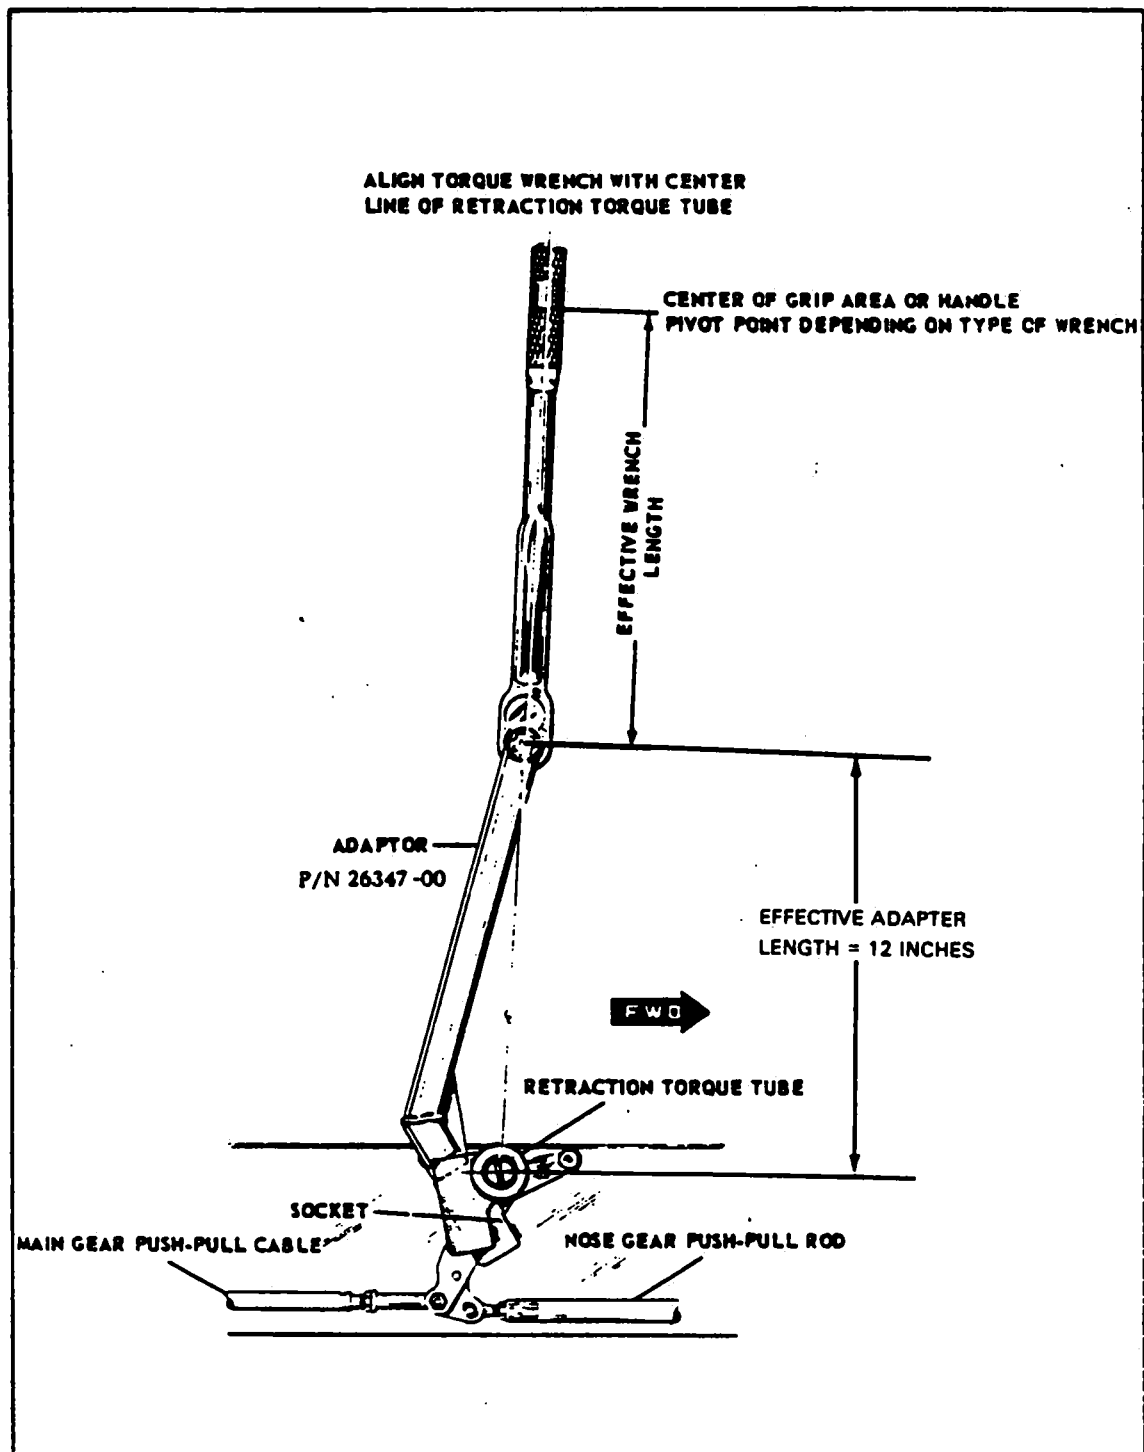 ALIGN TORQUE WRENCH WITH CENTER
LINE OF RETRACTION TORQUE TUBE
CENTER OF GRIP AREA OR HANDLE
PIVOT POINT DEPENDING ON TYPE OF WRENCH
EFFECTIVE WRENCH
LENGTH
ADAPTOR
P/N 26347-00
EFFECTIVE ADAPTER
LENGTH = 12 INCHES
FWD
RETRACTION TORQUE TUBE
SOCKET
MAIN GEAR PUSH-PULL CABLE
NOSE GEAR PUSH-PULL ROD